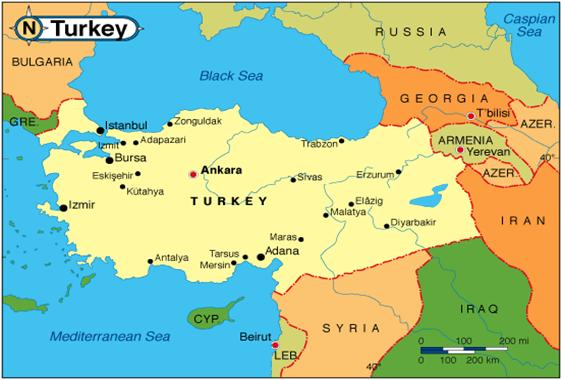 N Turkey
Caspian
Sea
RUSSIA
BULGARIA
Black Sea
GEORGIA
GRE.
T'bilisi
Istanbul
Zonguldak
AZER.
Izmit
Adapazari
Trabzon
ARMENIA
Yerevan
Bursa
40°
Ankara
Eskişehir
Sivas
Erzurum
AZER.
Kütahya
TURKEY
Elâzig
Izmir
Malatya
Diyarbakir
IRAN
Maras
Antalya
Tarsus
Adana
Mersin
CYP.
IRAQ
SYRIA
Mediterranean Sea
Beirut
0 100 200 mi
0 100 200 km
LEB.
40°